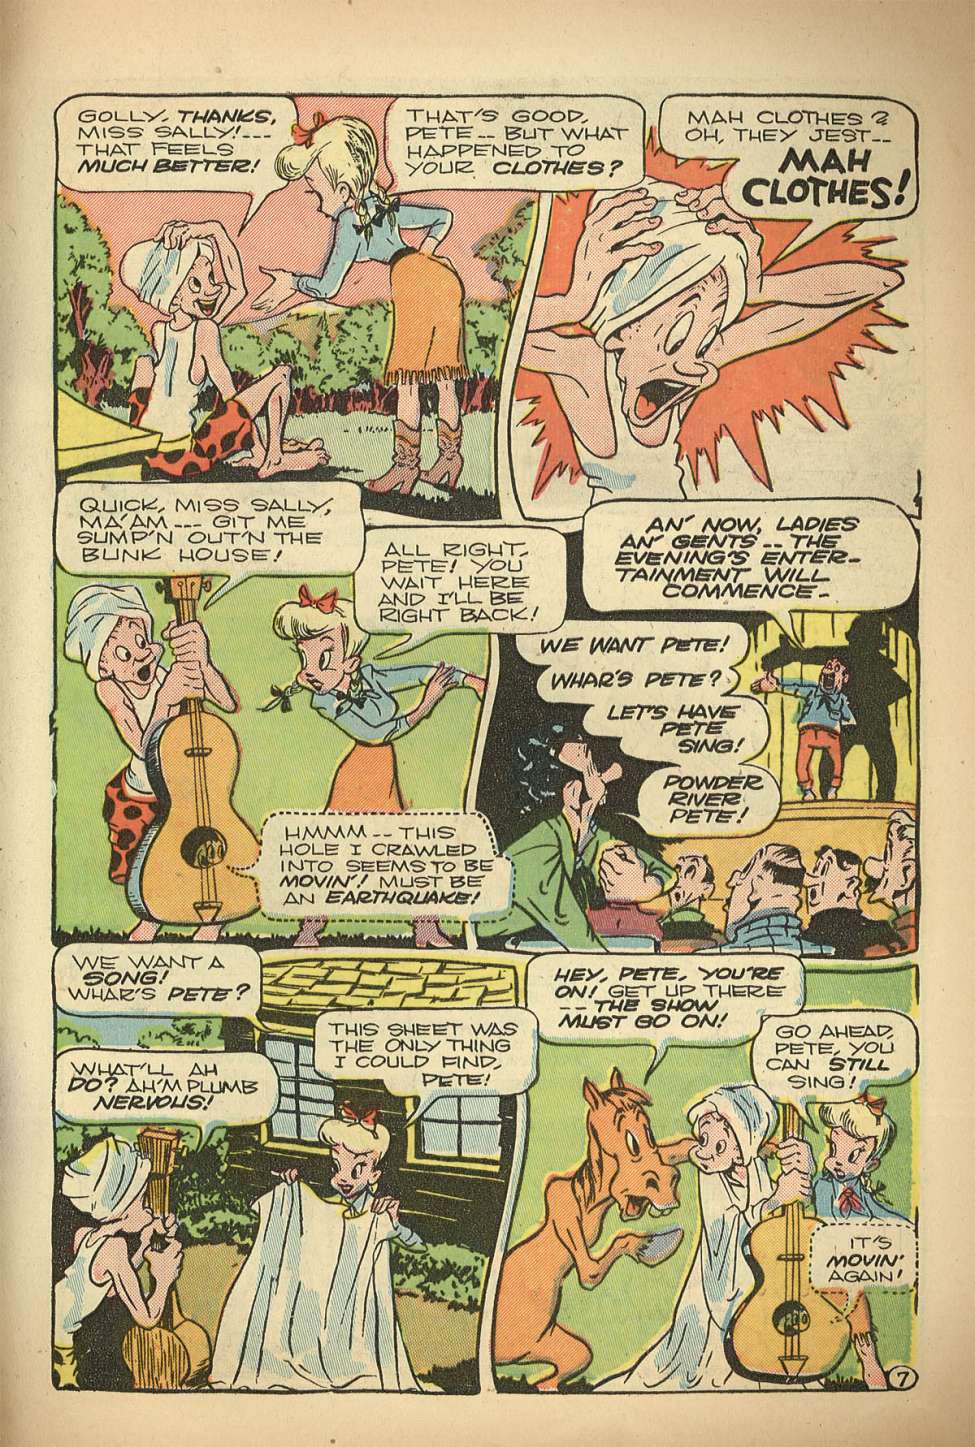 GOLLY, THANKS,
MISS SALLY!---
THAT FEELS
MUCH BETTER!
THAT'S GOOD,
PETE -- BUT WHAT
HAPPENED TO
YOUR CLOTHES?
MAH CLOTHES?
OH, THEY JEST--
MAH
CLOTHES!
QUICK, MISS SALLY,
MA'AM --- GIT ME
SUMP'N OUT'N THE
BUNK HOUSE!
ALL RIGHT,
PETE! YOU
WAIT HERE
AND I'LL BE
RIGHT BACK!
HMMM -- THIS
HOLE I CRAWLED
INTO SEEMS TO BE
MOVIN'! MUST BE
AN EARTHQUAKE!
AN' NOW, LADIES
AN' GENTS -- THE
EVENING'S ENTER-
TAINMENT WILL
COMMENCE-
WE WANT PETE!
WHAR'S PETE?
LET'S HAVE
PETE
SING!
POWDER
RIVER
PETE!
WE WANT A
SONG!
WHAR'S PETE?
WHAT'LL AH
DO? AH'M PLUMB
NERVOUS!
THIS SHEET WAS
THE ONLY THING
I COULD FIND,
PETE!
HEY, PETE, YOU'RE
ON! GET UP THERE
-- THE SHOW
MUST GO ON!
GO AHEAD,
PETE, YOU
CAN STILL
SING!
IT'S
MOVIN'
AGAIN!
7